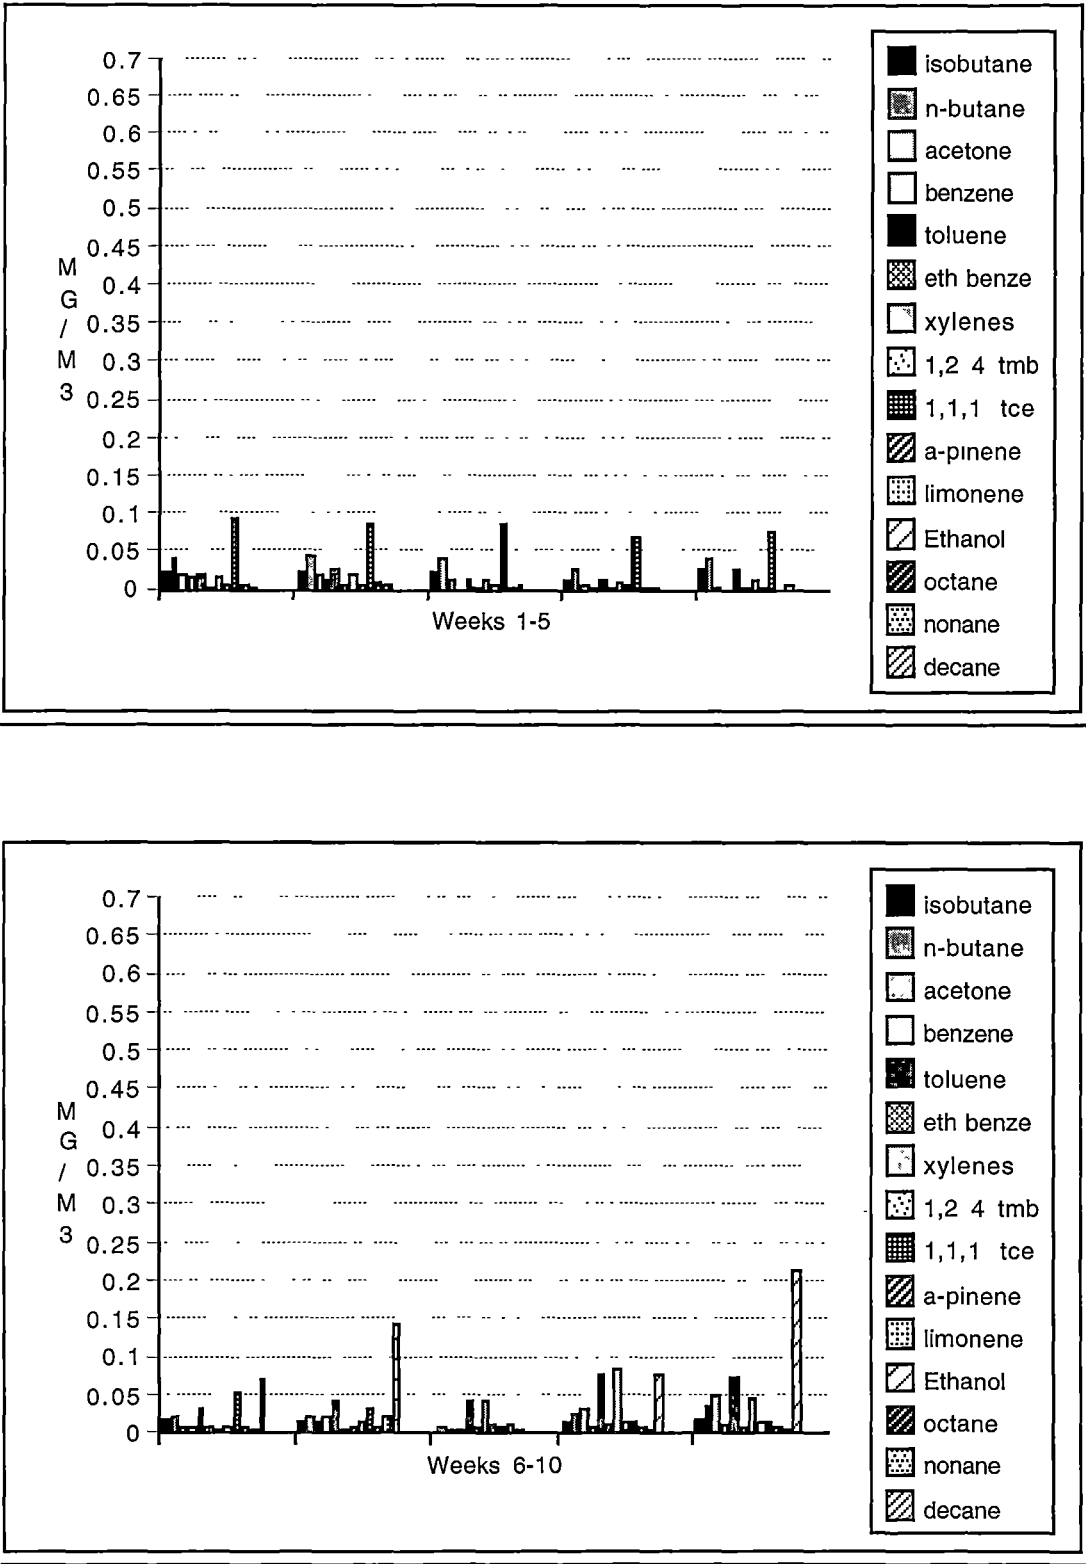 0.7
0.65
0.6
0.55
0.5
0.45
0.4
0.35
0.3
0.25
0.2
0.15
0.1
0.05
0
M
G
/
M
3
Weeks 1-5
isobutane
n-butane
acetone
benzene
toluene
eth benze
xylenes
1,2 4 tmb
1,1,1 tce
a-pinene
limonene
Ethanol
octane
nonane
decane
0.7
0.65
0.6
0.55
0.5
0.45
0.4
0.35
0.3
0.25
0.2
0.15
0.1
0.05
0
M
G
/
M
3
Weeks 6-10
isobutane
n-butane
acetone
benzene
toluene
eth benze
xylenes
1,2 4 tmb
1,1,1 tce
a-pinene
limonene
Ethanol
octane
nonane
decane